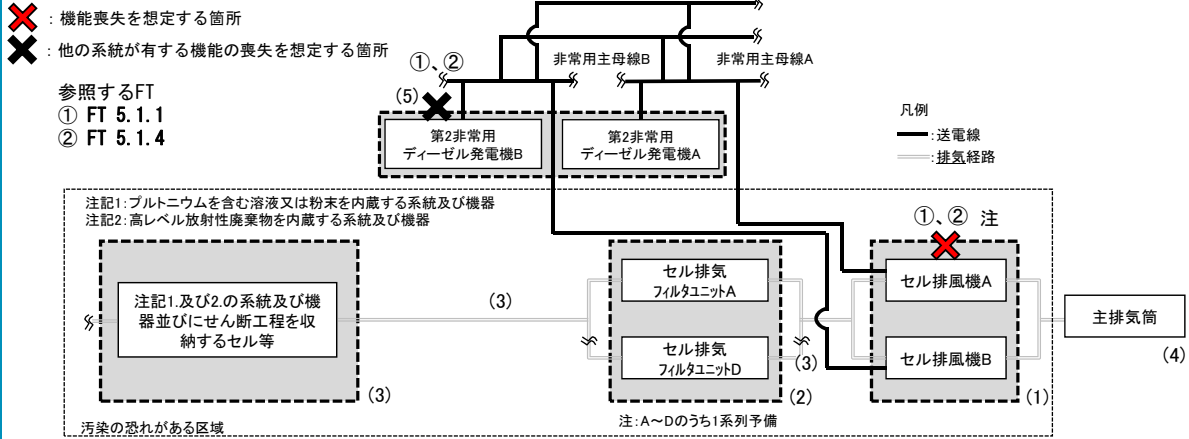 ：機能喪失を想定する箇所
：他の系統が有する機能の喪失を想定する箇所
参照するFT
① FT 5.1.1
② FT 5.1.4
①、②
非常用主母線B
非常用主母線A
(5)
第2非常用
ディーゼル発電機B
第2非常用
ディーゼル発電機A
凡例
：送電線
：排気経路
注記1：プルトニウムを含む溶液又は粉末を内蔵する系統及び機器
注記2：高レベル放射性廃棄物を内蔵する系統及び機器
①、② 注
注記1.及び2.の系統及び機
器並びにせん断工程を収
納するセル等
(3)
(3)
セル排気
フィルタユニットA
セル排気
フィルタユニットD
(3)
(2)
セル排風機A
セル排風機B
(1)
主排気筒
(4)
注：A～Dのうち1系列予備
汚染の恐れがある区域